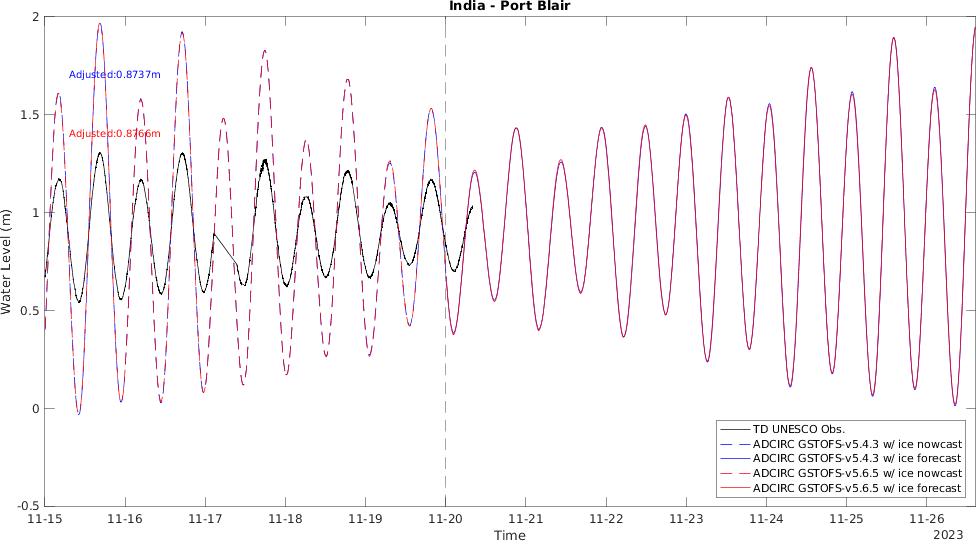 India - Port Blair
2
1.5
1
0.5
0
-0.5
Water Level (m)
Adjusted:0.8737m
Adjusted:0.8766m
TD UNESCO Obs.
ADCIRC GSTOFS-v5.4.3 w/ ice nowcast
ADCIRC GSTOFS-v5.4.3 w/ ice forecast
ADCIRC GSTOFS-v5.6.5 w/ ice nowcast
ADCIRC GSTOFS-v5.6.5 w/ ice forecast
11-15 11-16 11-17 11-18 11-19 11-20 11-21 11-22 11-23 11-24 11-25 11-26
Time
2023